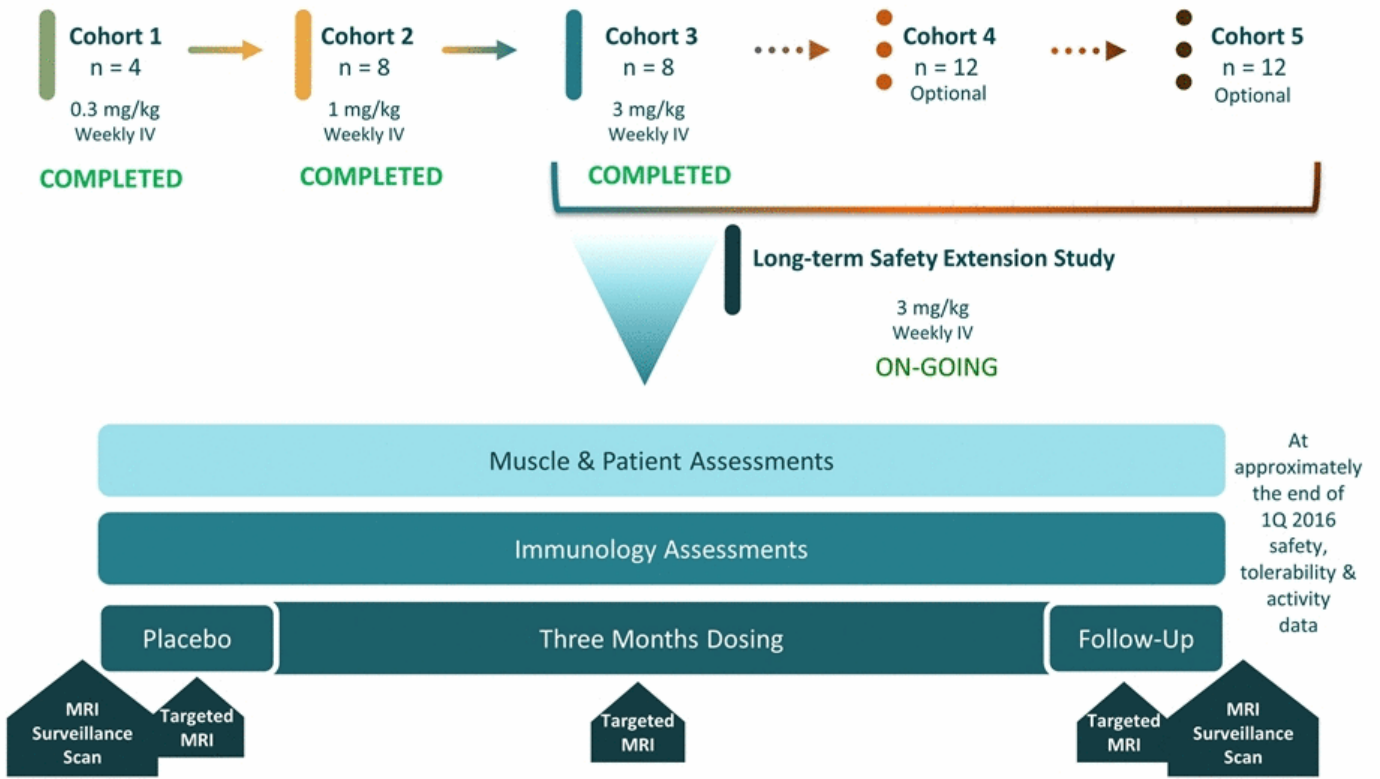 Cohort 1
n = 4
0.3 mg/kg
Weekly IV
COMPLETED
Cohort 2
n = 8
1 mg/kg
Weekly IV
COMPLETED
Cohort 3
n = 8
3 mg/kg
Weekly IV
COMPLETED
Cohort 4
n = 12
Optional
Cohort 5
n = 12
Optional
Long-term Safety Extension Study
3 mg/kg
Weekly IV
ON-GOING
Muscle & Patient Assessments
Immunology Assessments
Placebo
Three Months Dosing
Follow-Up
At
approximately
the end of
1Q 2016
safety,
tolerability &
activity
data
MRI
Surveillance
Scan
Targeted
MRI
Targeted
MRI
Targeted
MRI
MRI
Surveillance
Scan